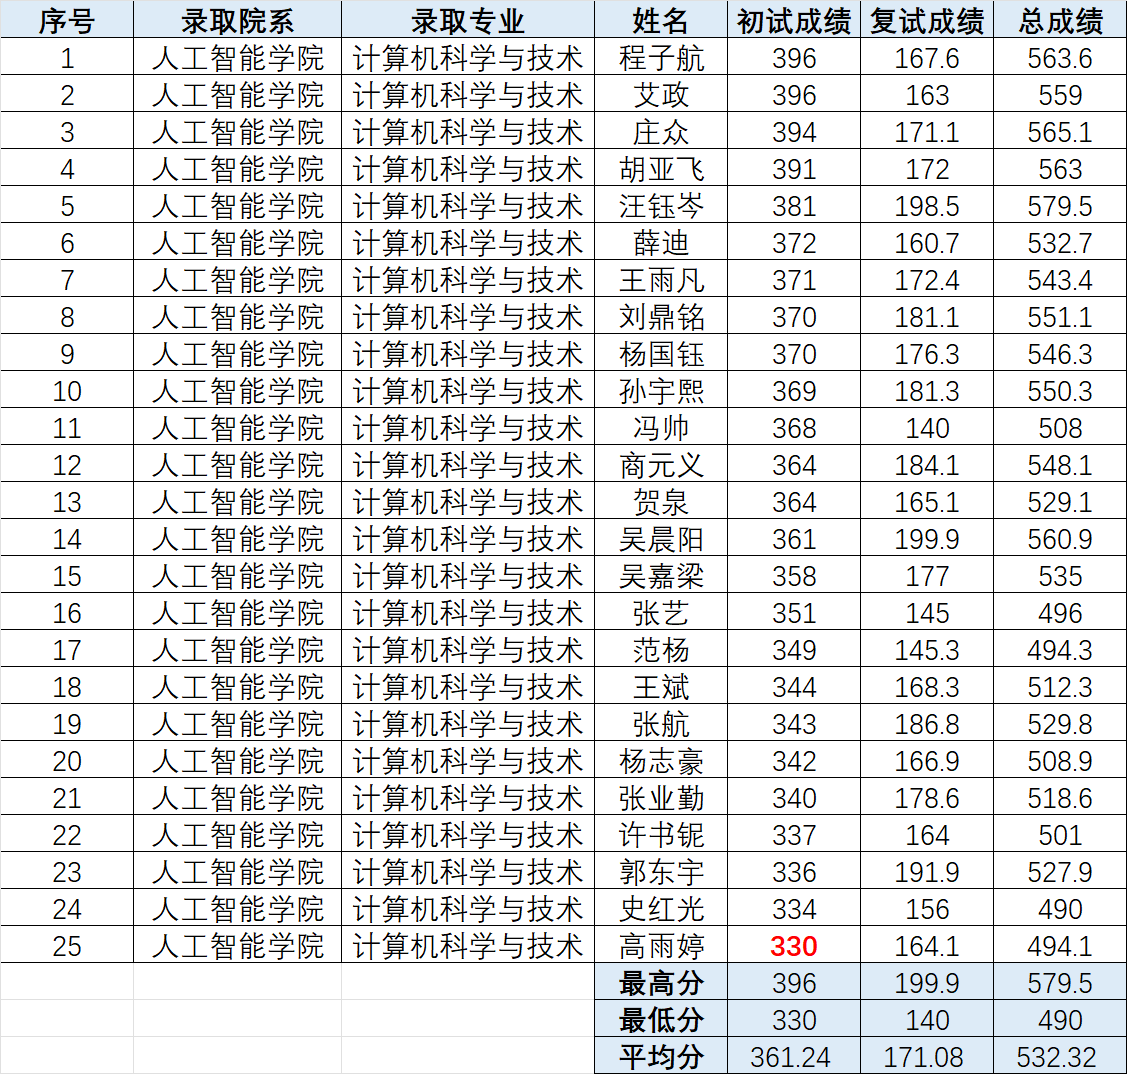 序号 录取院系 录取专业 姓名 初试成绩 复试成绩 总成绩
1 人工智能学院 计算机科学与技术 程子航 396 167.6 563.6
2 人工智能学院 计算机科学与技术 艾政 396 163 559
3 人工智能学院 计算机科学与技术 庄众 394 171.1 565.1
4 人工智能学院 计算机科学与技术 胡亚飞 391 172 563
5 人工智能学院 计算机科学与技术 汪钰岑 381 198.5 579.5
6 人工智能学院 计算机科学与技术 薛迪 372 160.7 532.7
7 人工智能学院 计算机科学与技术 王雨凡 371 172.4 543.4
8 人工智能学院 计算机科学与技术 刘鼎铭 370 181.1 551.1
9 人工智能学院 计算机科学与技术 杨国钰 370 176.3 546.3
10 人工智能学院 计算机科学与技术 孙宇熙 369 181.3 550.3
11 人工智能学院 计算机科学与技术 冯帅 368 140 508
12 人工智能学院 计算机科学与技术 商元义 364 184.1 548.1
13 人工智能学院 计算机科学与技术 贺泉 364 165.1 529.1
14 人工智能学院 计算机科学与技术 吴晨阳 361 199.9 560.9
15 人工智能学院 计算机科学与技术 吴嘉梁 358 177 535
16 人工智能学院 计算机科学与技术 张艺 351 145 496
17 人工智能学院 计算机科学与技术 范杨 349 145.3 494.3
18 人工智能学院 计算机科学与技术 王斌 344 168.3 512.3
19 人工智能学院 计算机科学与技术 张航 343 186.8 529.8
20 人工智能学院 计算机科学与技术 杨志豪 342 166.9 508.9
21 人工智能学院 计算机科学与技术 张业勤 340 178.6 518.6
22 人工智能学院 计算机科学与技术 许书铌 337 164 501
23 人工智能学院 计算机科学与技术 郭东宇 336 191.9 527.9
24 人工智能学院 计算机科学与技术 史红光 334 156 490
25 人工智能学院 计算机科学与技术 高雨婷 330 164.1 494.1
最高分 396 199.9 579.5
最低分 330 140 490
平均分 361.24 171.08 532.32